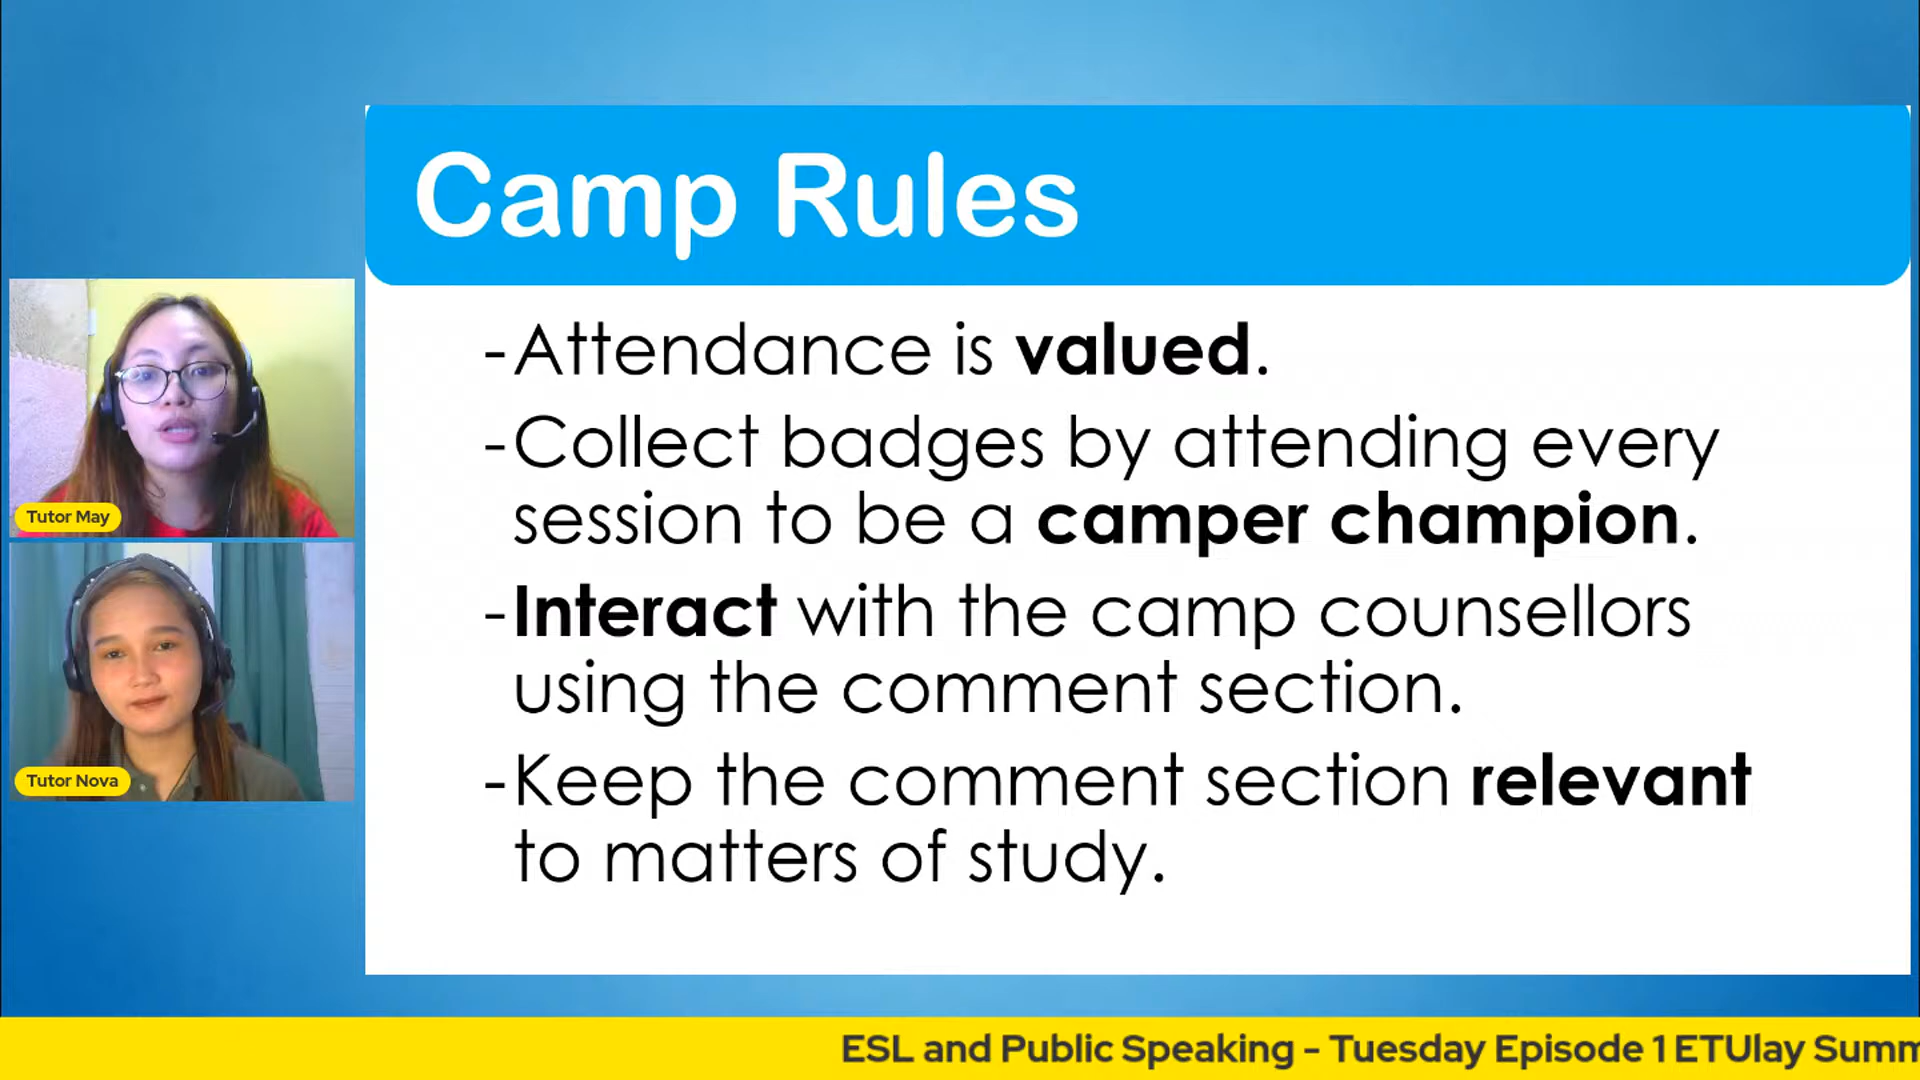 Camp Rules
-Attendance is valued.
-Collect badges by attending every
session to be a camper champion.
-Interact with the camp counsellors
using the comment section.
-Keep the comment section relevant
to matters of study.
Tutor May
Tutor Nova
ESL and Public Speaking - Tuesday Episode 1 ETUlay Summ